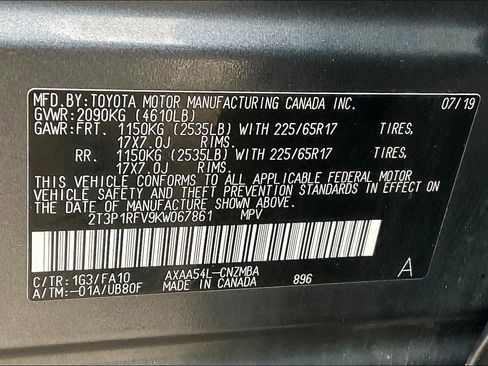 MFD.BY:TOYOTA MOTOR MANUFACTURING CANADA INC. 07/19
GVWR:2090KG (4610LB)
GAWR:FRT. 1150KG (2535LB) WITH 225/65R17 TIRES,
17X7.0J RIMS.
RR. 1150KG (2535LB) WITH 225/65R17 TIRES,
17X7.0J RIMS.
THIS VEHICLE CONFORMS TO ALL APPLICABLE FEDERAL MOTOR
VEHICLE SAFETY AND THEFT PREVENTION STANDARDS IN EFFECT ON
THE DATE OF MANUFACTURE SHOWN ABOVE.
2T3P1RFV9KW067861 MPV
C/TR:1G3/FA10 AXAA54L-CNZMBA A
A/TM:-01A/UB80F MADE IN CANADA 896